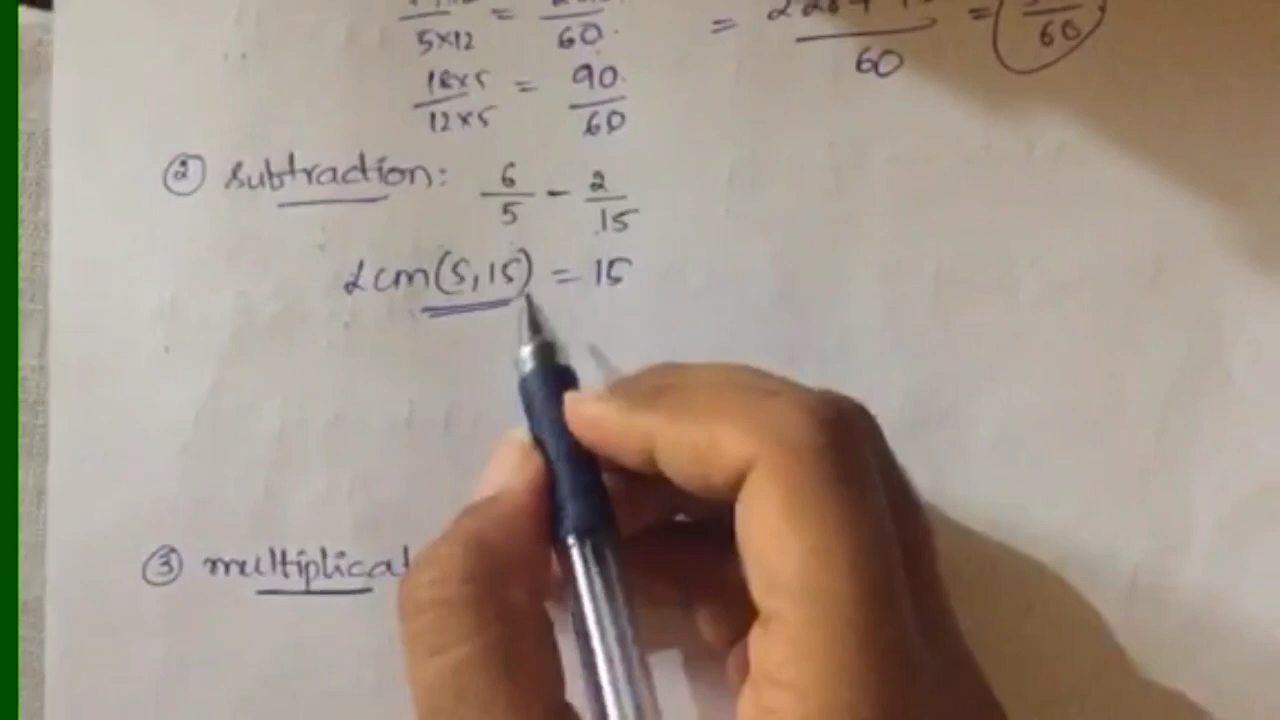 5×12 = 60 = 60 = 60
18×5 / 12×5 = 90 / 60
② subtraction: 6/5 - 2/15
Lcm(5,15) = 15
③ multiplicat